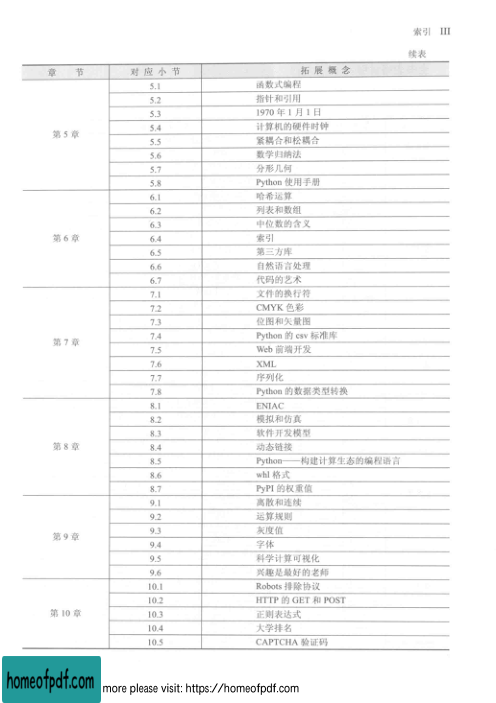 索引 III
续表
章 节 对应小节 拓展概念
5.1 函数式编程
5.2 指针和引用
5.3 1970 年 1 月 1 日
5.4 计算机的硬件时钟
第 5 章
5.5 紧耦合和松耦合
5.6 数学归纳法
5.7 分形几何
5.8 Python 使用手册
6.1 哈希运算
6.2 列表和数组
6.3 中位数的含义
第 6 章 6.4 索引
6.5 第三方库
6.6 自然语言处理
6.7 代码的艺术
7.1 文件的换行符
7.2 CMYK 色彩
7.3 位图和矢量图
7.4 Python 的 csv 标准库
第 7 章
7.5 Web 前端开发
7.6 XML
7.7 序列化
7.8 Python 的数据类型转换
8.1 ENIAC
8.2 模拟和仿真
8.3 软件开发模型
第 8 章 8.4 动态链接
8.5 Python——构建计算生态的编程语言
8.6 whl 格式
8.7 PyPI 的权重值
9.1 离散和连续
9.2 运算规则
9.3 灰度值
第 9 章
9.4 字体
9.5 科学计算可视化
9.6 兴趣是最好的老师
10.1 Robots 排除协议
10.2 HTTP 的 GET 和 POST
第 10 章 10.3 正则表达式
10.4 大学排名
10.5 CAPTCHA 验证码
homeofpdf.com more please visit: https://homeofpdf.com